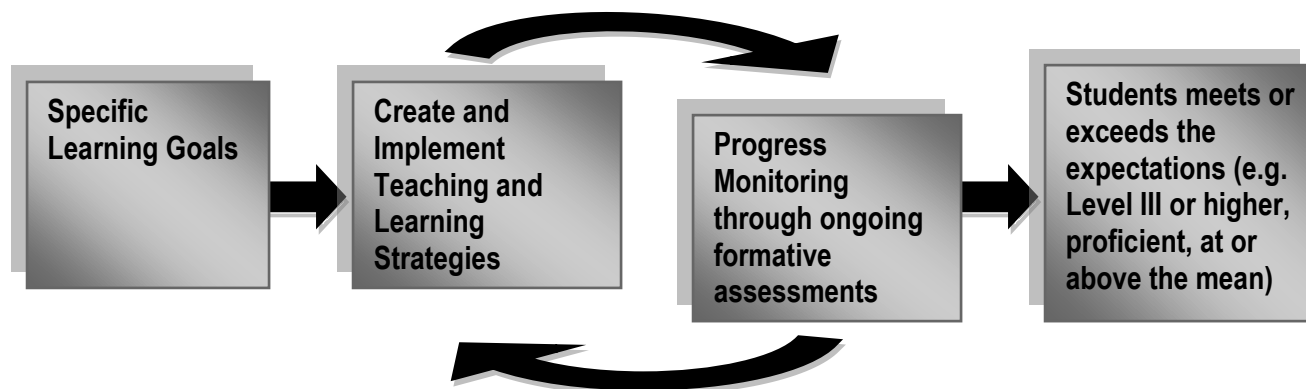 Specific
Learning Goals
Create and
Implement
Teaching and
Learning
Strategies
Progress
Monitoring
through ongoing
formative
assessments
Students meets or
exceeds the
expectations (e.g.
Level III or higher,
proficient, at or
above the mean)